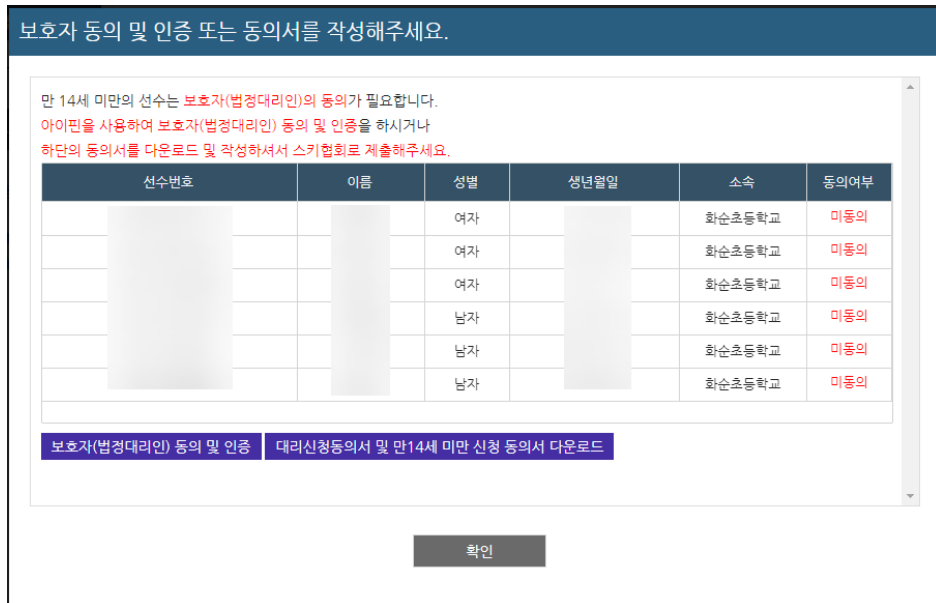 보호자 동의 및 인증 또는 동의서를 작성해주세요.
만 14세 미만의 선수는 보호자(법정대리인)의 동의가 필요합니다.
아이핀을 사용하여 보호자(법정대리인) 동의 및 인증을 하시거나
하단의 동의서를 다운로드 및 작성하셔서 스키협회로 제출해주세요.
선수번호 이름 성별 생년월일 소속 동의여부
여자 화순초등학교 미동의
여자 화순초등학교 미동의
여자 화순초등학교 미동의
남자 화순초등학교 미동의
남자 화순초등학교 미동의
남자 화순초등학교 미동의
보호자(법정대리인) 동의 및 인증 대리신청동의서 및 만14세 미만 신청 동의서 다운로드
확인